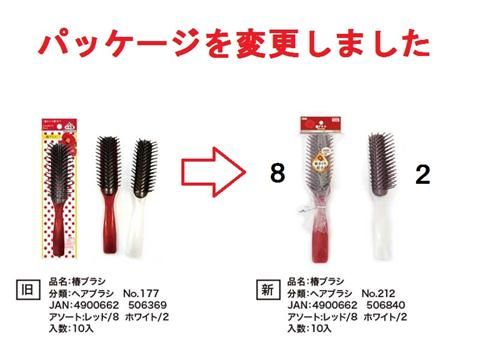 パッケージを変更しました
8
2
旧
品名:椿ブラシ
分類:ヘアブラシ No.177
JAN:4900662 506369
アソート:レッド/8 ホワイト/2
入数:10入
新
品名:椿ブラシ
分類:ヘアブラシ No.212
JAN:4900662 506840
アソート:レッド/8 ホワイト/2
入数:10入